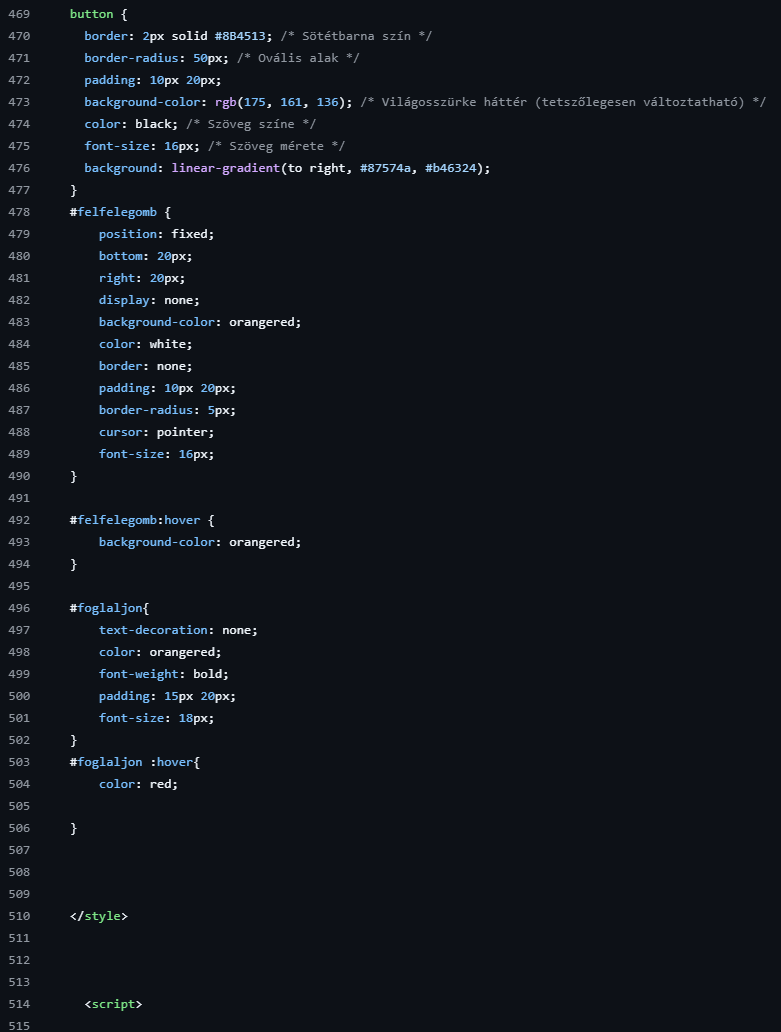 469 button {
470 border: 2px solid #8B4513; /* Sötétbarna szín */
471 border-radius: 50px; /* Ovális alak */
472 padding: 10px 20px;
473 background-color: rgb(175, 161, 136); /* Világosszürke háttér (tetszőlegesen változtatható) */
474 color: black; /* Szöveg színe */
475 font-size: 16px; /* Szöveg mérete */
476 background: linear-gradient(to right, #87574a, #b46324);
477 }
478 #felfelegomb {
479 position: fixed;
480 bottom: 20px;
481 right: 20px;
482 display: none;
483 background-color: orangered;
484 color: white;
485 border: none;
486 padding: 10px 20px;
487 border-radius: 5px;
488 cursor: pointer;
489 font-size: 16px;
490 }
491
492 #felfelegomb:hover {
493 background-color: orangered;
494 }
495
496 #foglaljon{
497 text-decoration: none;
498 color: orangered;
499 font-weight: bold;
500 padding: 15px 20px;
501 font-size: 18px;
502 }
503 #foglaljon :hover{
504 color: red;
505
506 }
507
508
509
510 </style>
511
512
513
514 <script>
515